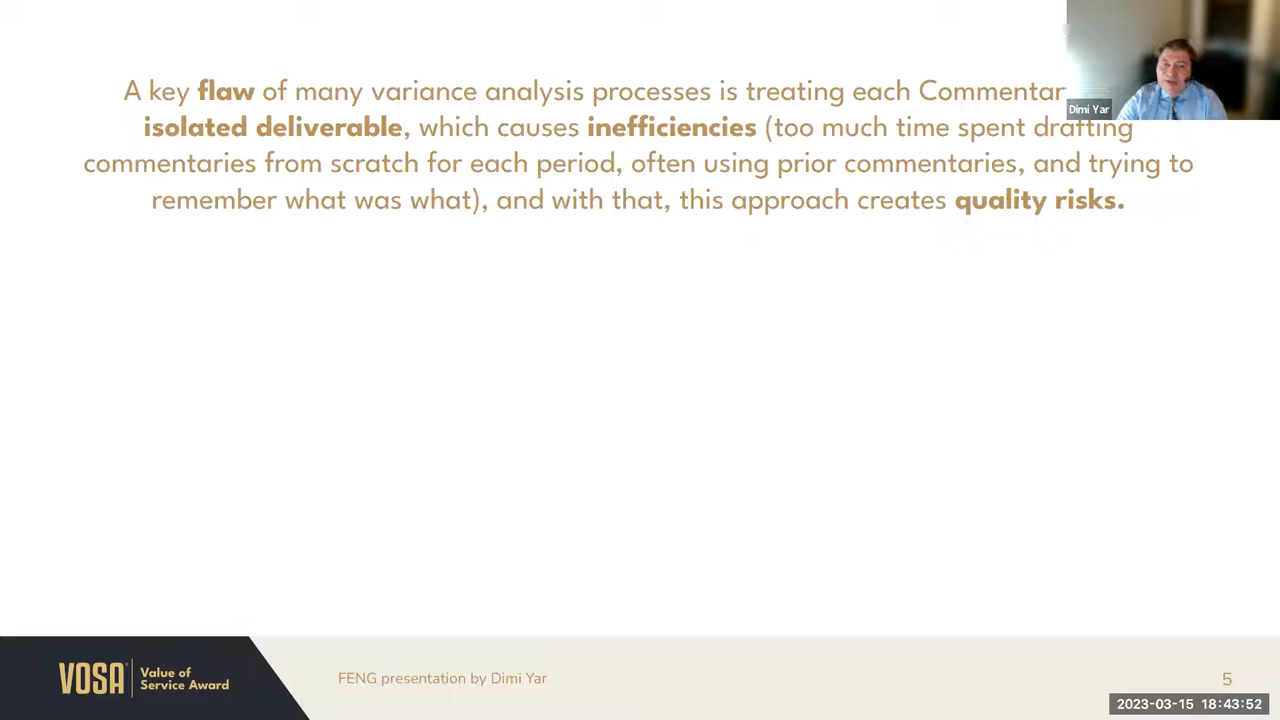 A key flaw of many variance analysis processes is treating each Commentar
isolated deliverable, which causes inefficiencies (too much time spent drafting
commentaries from scratch for each period, often using prior commentaries, and trying to
remember what was what), and with that, this approach creates quality risks.
Dimi Yar
VOSA
Value of
Service Award
FENG presentation by Dimi Yar
5
2023-03-15 18:43:52